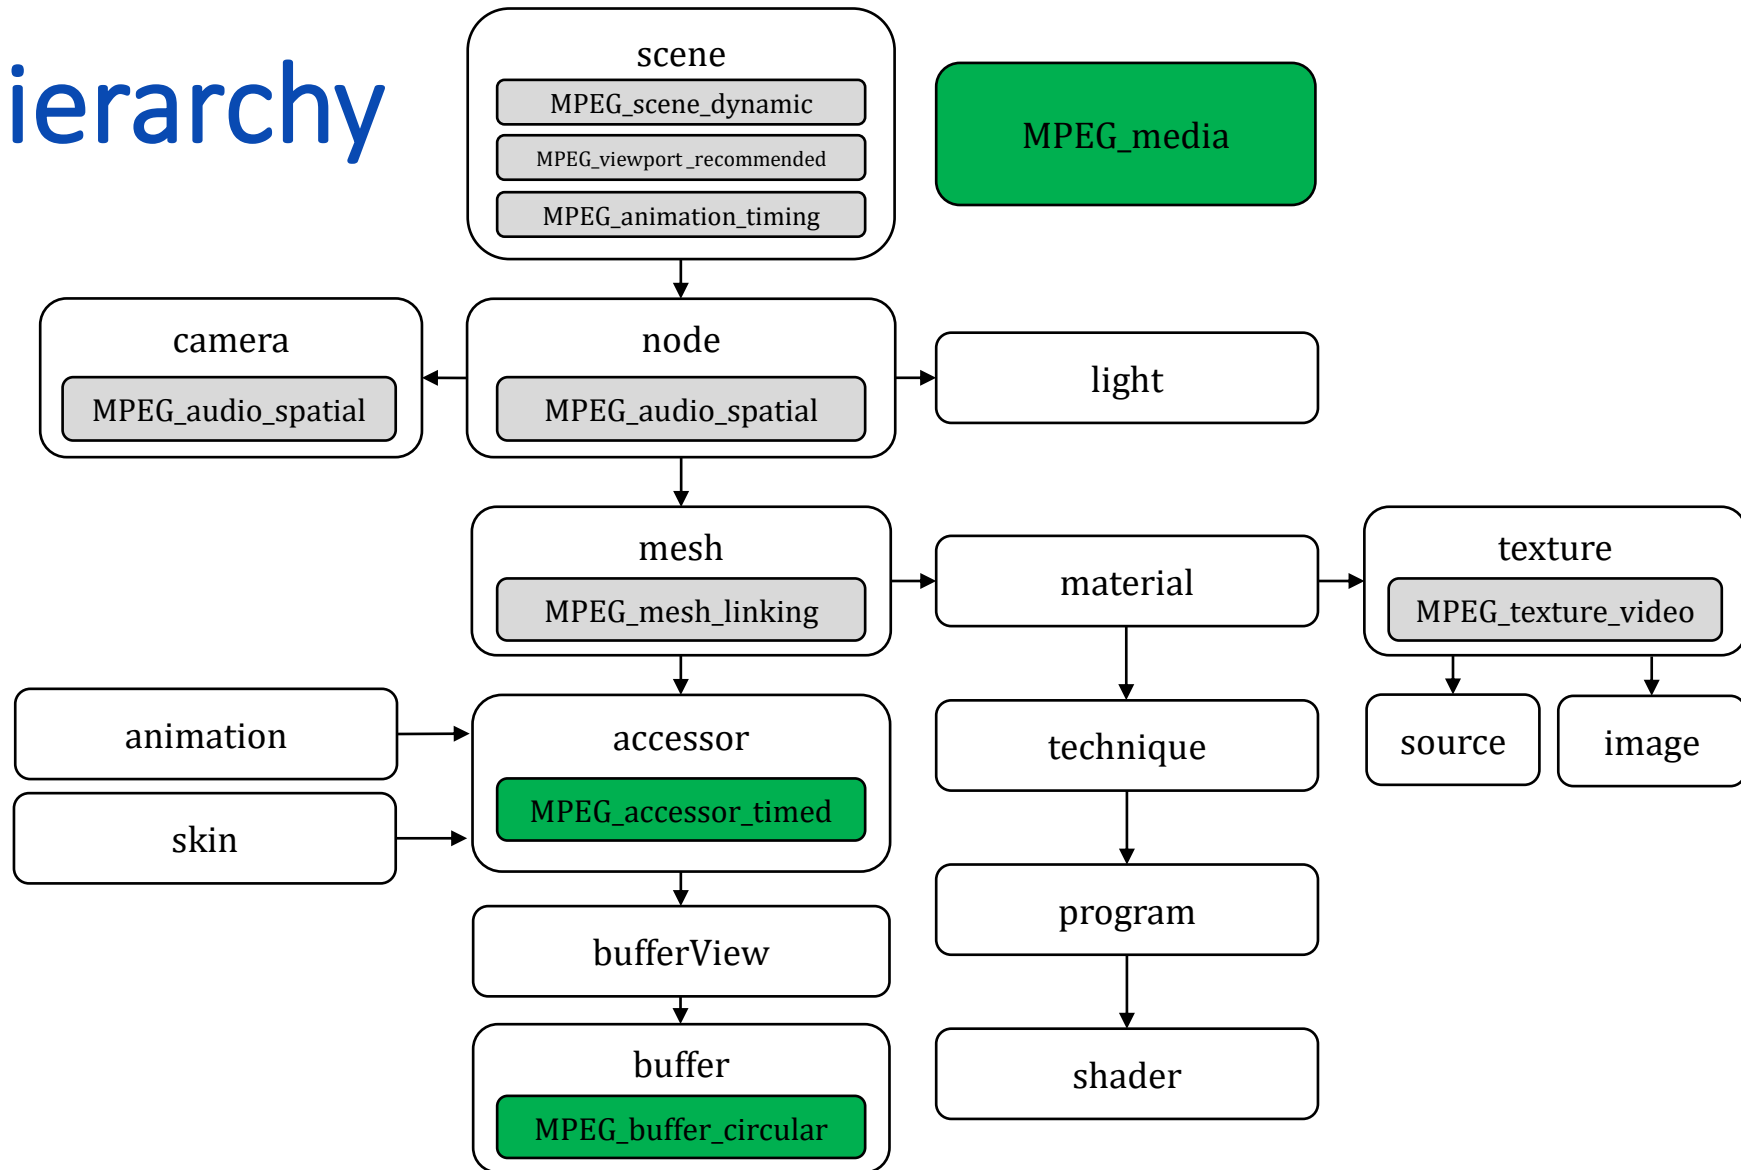 ierarchy
scene
MPEG_scene_dynamic
MPEG_viewport_recommended
MPEG_animation_timing
MPEG_media
camera
MPEG_audio_spatial
node
MPEG_audio_spatial
light
mesh
MPEG_mesh_linking
material
texture
MPEG_texture_video
animation
accessor
MPEG_accessor_timed
technique
source
image
skin
bufferView
program
buffer
MPEG_buffer_circular
shader